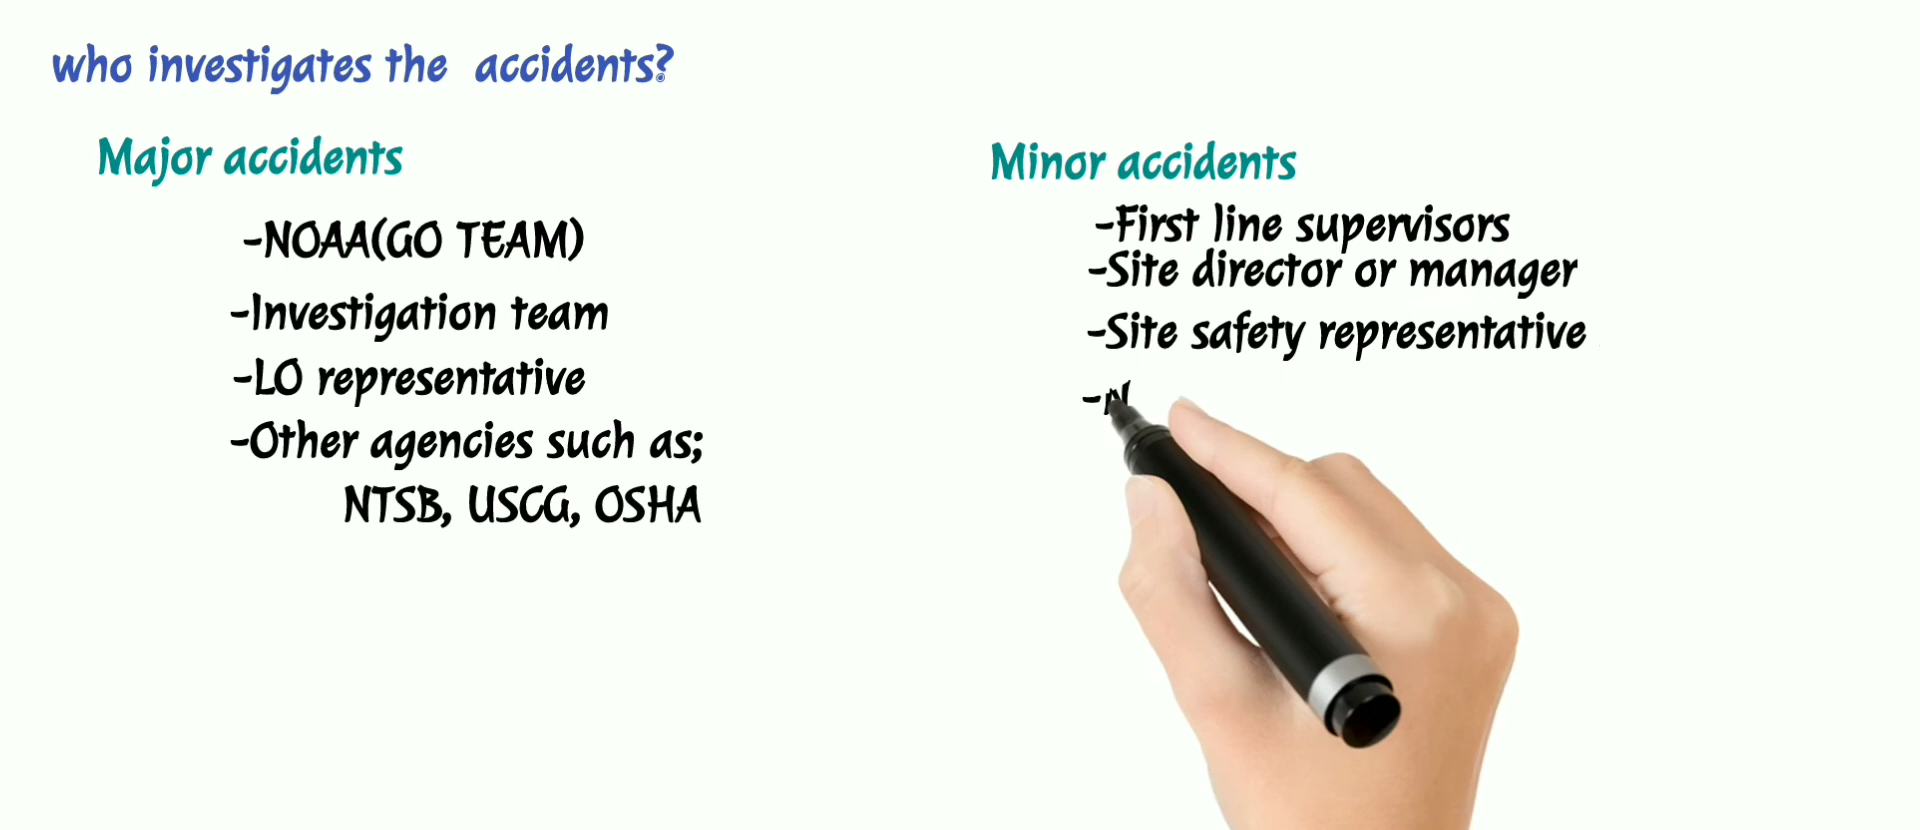 who investigates the accidents?
Major accidents
-NOAA(GO TEAM)
-Investigation team
-LO representative
-Other agencies such as;
NTSB, USCG, OSHA
Minor accidents
-First line supervisors
-Site director or manager
-Site safety representative
-N